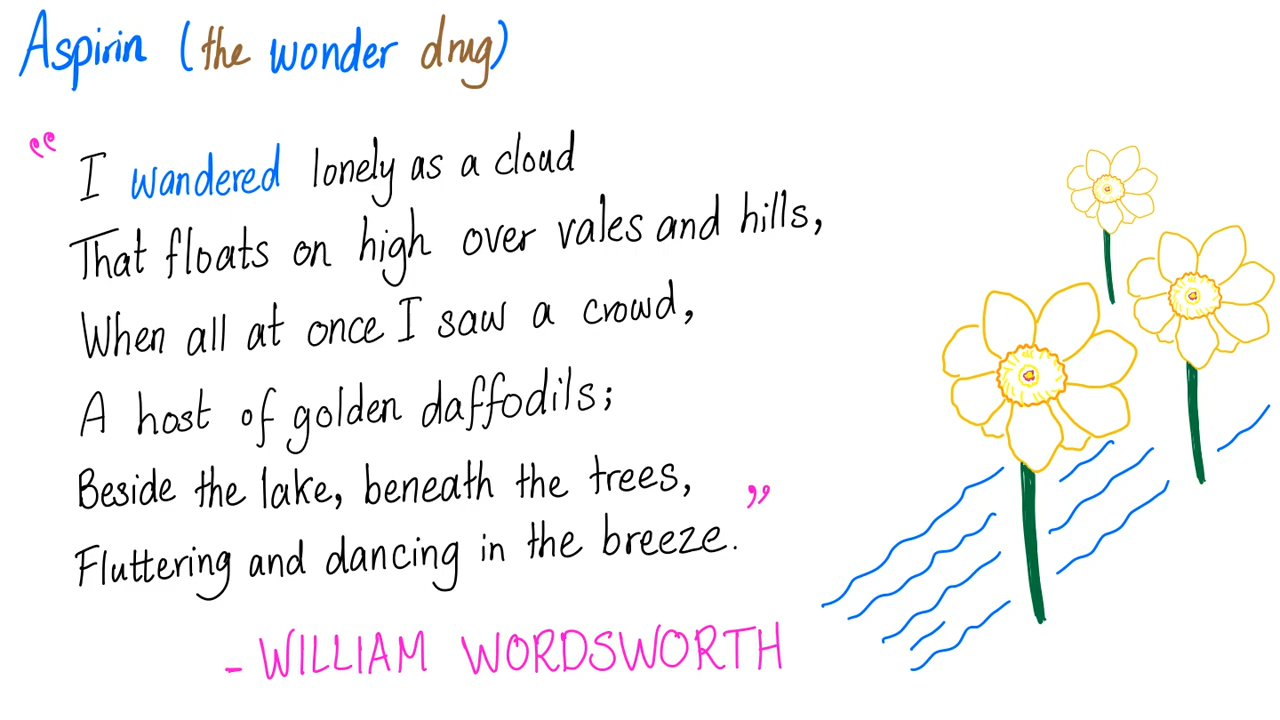 Aspirin (the wonder drug)
“ I wandered lonely as a cloud
That floats on high over vales and hills,
When all at once I saw a crowd,
A host of golden daffodils;
Beside the lake, beneath the trees,
Fluttering and dancing in the breeze. ”
- WILLIAM WORDSWORTH